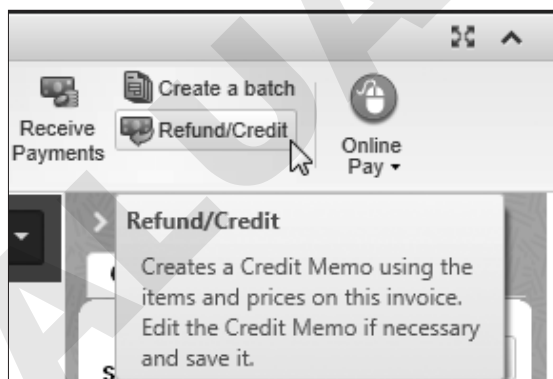 Receive
Payments
Create a batch
Refund/Credit
Online
Pay
Refund/Credit
Creates a Credit Memo using the
items and prices on this invoice.
Edit the Credit Memo if necessary
and save it.